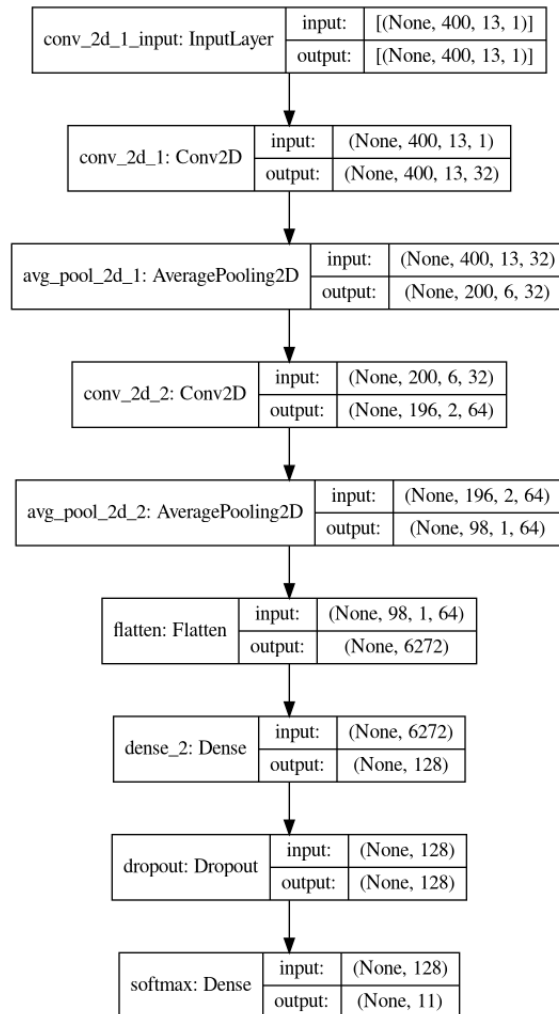 conv_2d_1_input: InputLayer
input: [(None, 400, 13, 1)]
output: [(None, 400, 13, 1)]
conv_2d_1: Conv2D
input: (None, 400, 13, 1)
output: (None, 400, 13, 32)
avg_pool_2d_1: AveragePooling2D
input: (None, 400, 13, 32)
output: (None, 200, 6, 32)
conv_2d_2: Conv2D
input: (None, 200, 6, 32)
output: (None, 196, 2, 64)
avg_pool_2d_2: AveragePooling2D
input: (None, 196, 2, 64)
output: (None, 98, 1, 64)
flatten: Flatten
input: (None, 98, 1, 64)
output: (None, 6272)
dense_2: Dense
input: (None, 6272)
output: (None, 128)
dropout: Dropout
input: (None, 128)
output: (None, 128)
softmax: Dense
input: (None, 128)
output: (None, 11)